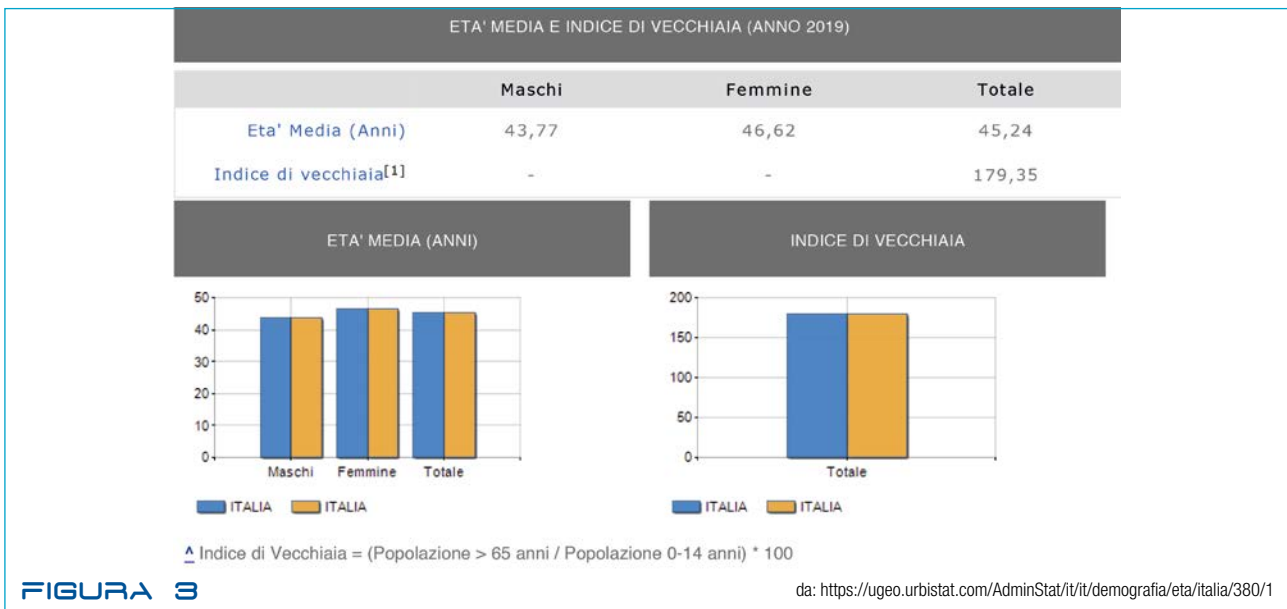 ETA' MEDIA E INDICE DI VECCHIAIA (ANNO 2019)
Maschi Femmine Totale
Eta' Media (Anni) 43,77 46,62 45,24
Indice di vecchiaia[1] - - 179,35
ETA' MEDIA (ANNI)
INDICE DI VECCHIAIA
50
40
30
20
10
0
Maschi Femmine Totale
ITALIA ITALIA
200
150
100
50
0
Totale
ITALIA ITALIA
^ Indice di Vecchiaia = (Popolazione > 65 anni / Popolazione 0-14 anni) * 100
FIGURA 3
da: https://ugeo.urbistat.com/AdminStat/it/it/demografia/eta/italia/380/1